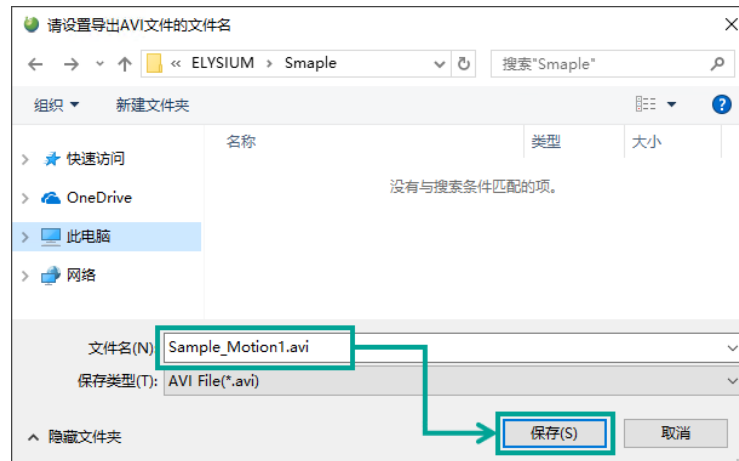 请设置导出AVI文件的文件名
« ELYSIUM › Smaple
搜索"Smaple"
组织 新建文件夹
名称 类型 大小
没有与搜索条件匹配的项。
快速访问
OneDrive
此电脑
网络
文件名(N): Sample_Motion1.avi
保存类型(T): AVI File(*.avi)
隐藏文件夹 保存(S) 取消